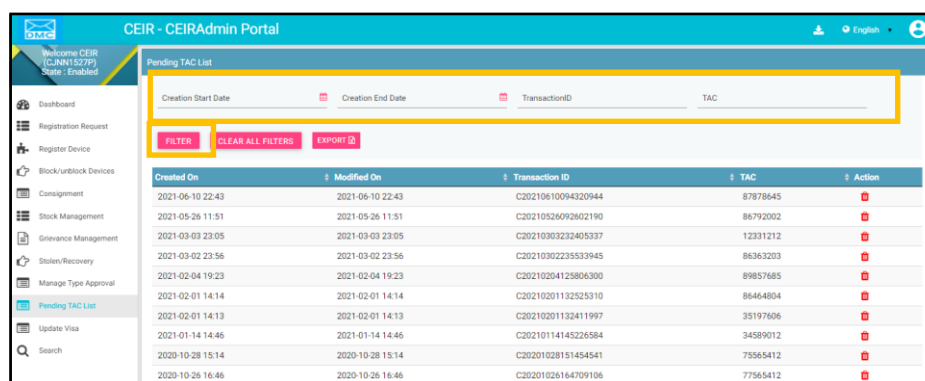 DMC
CEIR - CEIRAdmin Portal
English
Welcome CEIR
(CJNN1527P)
State : Enabled
Dashboard
Registration Request
Register Device
Block/unblock Devices
Consignment
Stock Management
Grievance Management
Stolen/Recovery
Manage Type Approval
Pending TAC List
Update Visa
Search
Pending TAC List
Creation Start Date Creation End Date TransactionID TAC
FILTER CLEAR ALL FILTERS EXPORT
Created On Modified On Transaction ID TAC Action
2021-06-10 22:43 2021-06-10 22:43 C20210610094320944 87878645
2021-05-26 11:51 2021-05-26 11:51 C20210526092602190 86792002
2021-03-03 23:05 2021-03-03 23:05 C20210303232405337 12331212
2021-03-02 23:56 2021-03-02 23:56 C20210302235533945 86363203
2021-02-04 19:23 2021-02-04 19:23 C20210204125806300 89857685
2021-02-01 14:14 2021-02-01 14:14 C20210201132525310 86464804
2021-02-01 14:13 2021-02-01 14:13 C20210201132411997 35197606
2021-01-14 14:46 2021-01-14 14:46 C20210114145226584 34589012
2020-10-28 15:14 2020-10-28 15:14 C20201028151454541 75565412
2020-10-26 16:46 2020-10-26 16:46 C20201026164709106 77565412